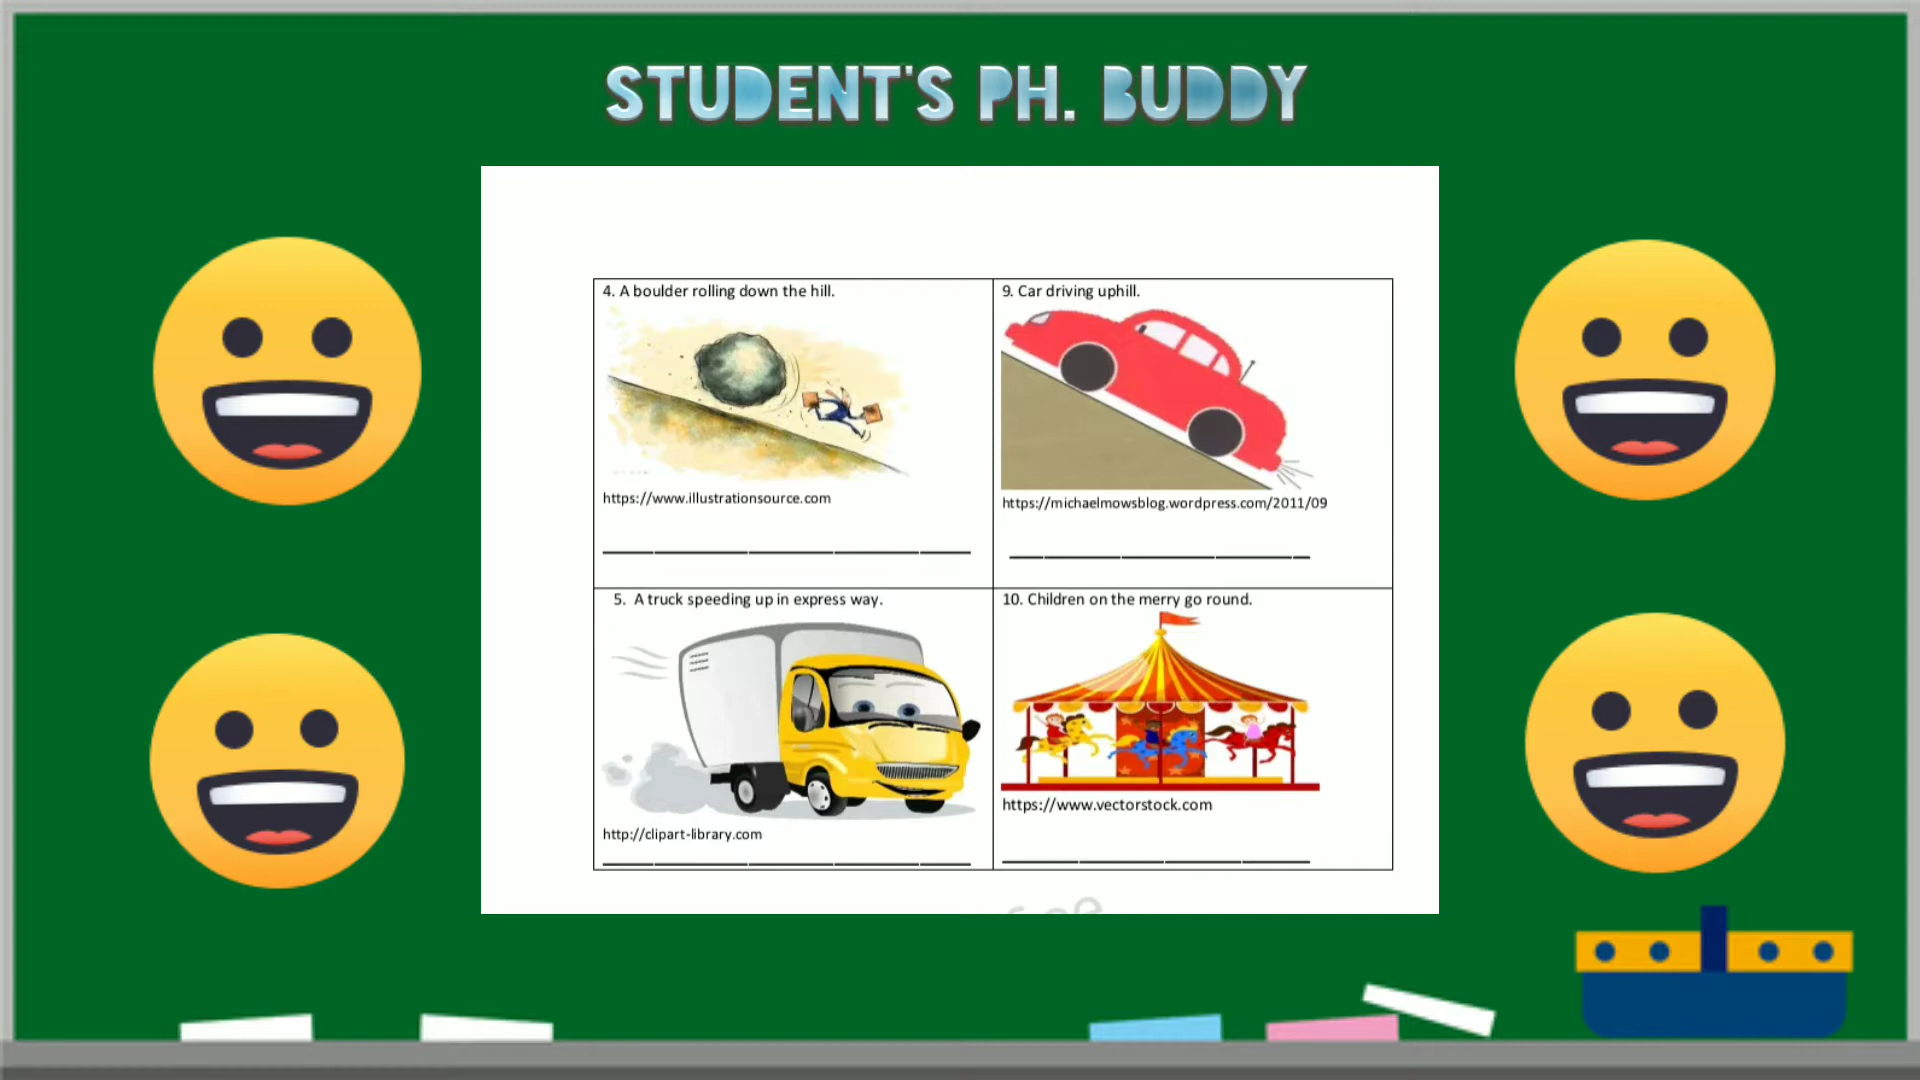 STUDENT'S PH. BUDDY
4. A boulder rolling down the hill.
https://www.illustrationsource.com
9. Car driving uphill.
https://michaelmowsblog.wordpress.com/2011/09
5. A truck speeding up in express way.
http://clipart-library.com
10. Children on the merry go round.
https://www.vectorstock.com